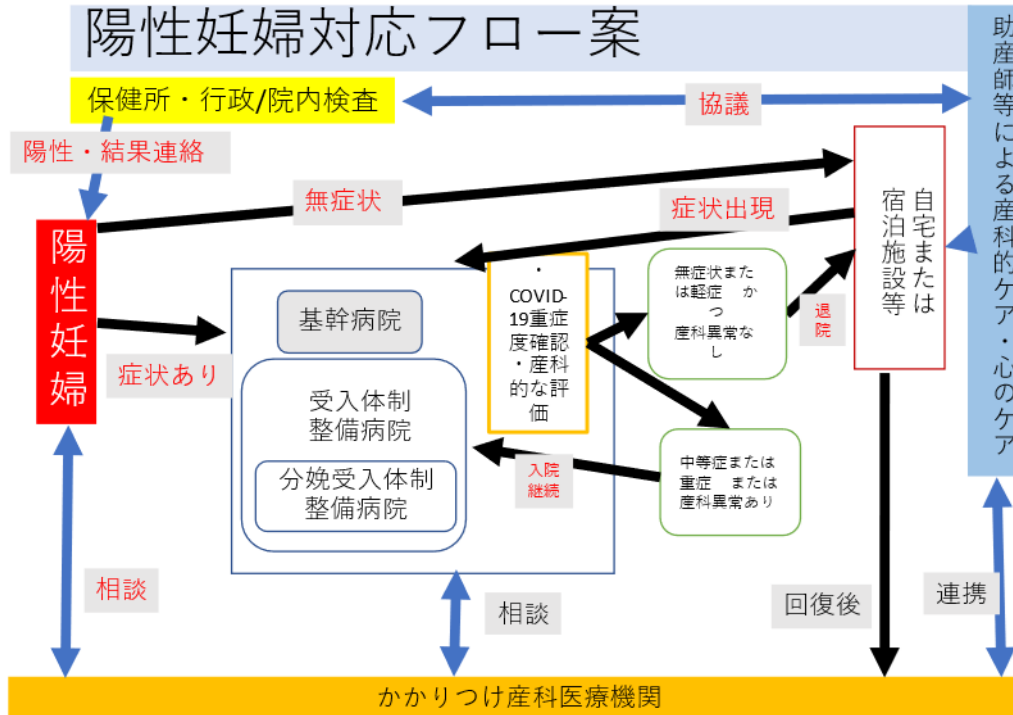 陽性妊婦対応フロー案
保健所・行政/院内検査
協議
助産師等による産科的ケア・心のケア
陽性・結果連絡
無症状
症状出現
自宅または
宿泊施設等
陽性妊婦
症状あり
基幹病院
受入体制
整備病院
分娩受入体制
整備病院
・
COVID-
19重症
度確認
・産科
的な評
価
無症状また
は軽症 か
つ
産科異常な
し
退
院
中等症または
重症 または
産科異常あり
入院
継続
相談
相談
回復後
連携
かかりつけ産科医療機関